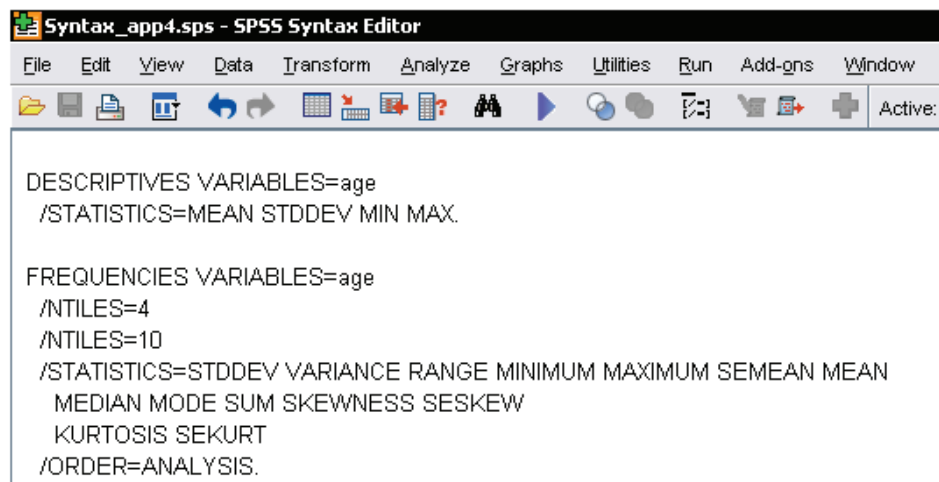 Syntax_app4.sps - SPSS Syntax Editor
File Edit View Data Transform Analyze Graphs Utilities Run Add-ons Window
Active:
DESCRIPTIVES VARIABLES=age
/STATISTICS=MEAN STDDEV MIN MAX.
FREQUENCIES VARIABLES=age
/NTILES=4
/NTILES=10
/STATISTICS=STDDEV VARIANCE RANGE MINIMUM MAXIMUM SEMEAN MEAN
MEDIAN MODE SUM SKEWNESS SESKEW
KURTOSIS SEKURT
/ORDER=ANALYSIS.